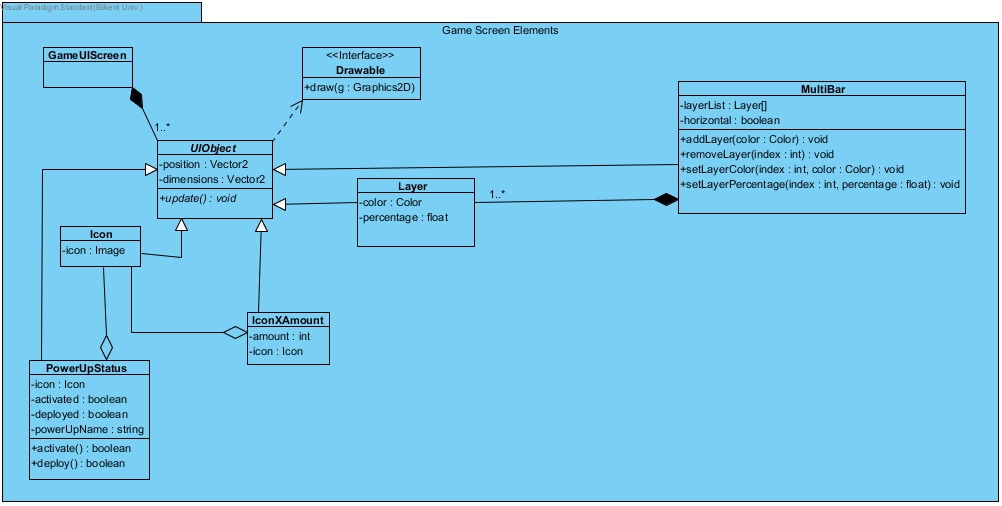 Visual Paradigm Standard(Bilkent Univ.)
Game Screen Elements
GameUIScreen
<<Interface>>
Drawable
+draw(g : Graphics2D)
MultiBar
-layerList : Layer[]
-horizontal : boolean
+addLayer(color : Color) : void
+removeLayer(index : int) : void
+setLayerColor(index : int, color : Color) : void
+setLayerPercentage(index : int, percentage : float) : void
1..*
UIObject
-position : Vector2
-dimensions : Vector2
+update() : void
Layer
-color : Color
-percentage : float
1..*
Icon
-icon : Image
IconXAmount
-amount : int
-icon : Icon
PowerUpStatus
-icon : Icon
-activated : boolean
-deployed : boolean
-powerUpName : string
+activate() : boolean
+deploy() : boolean